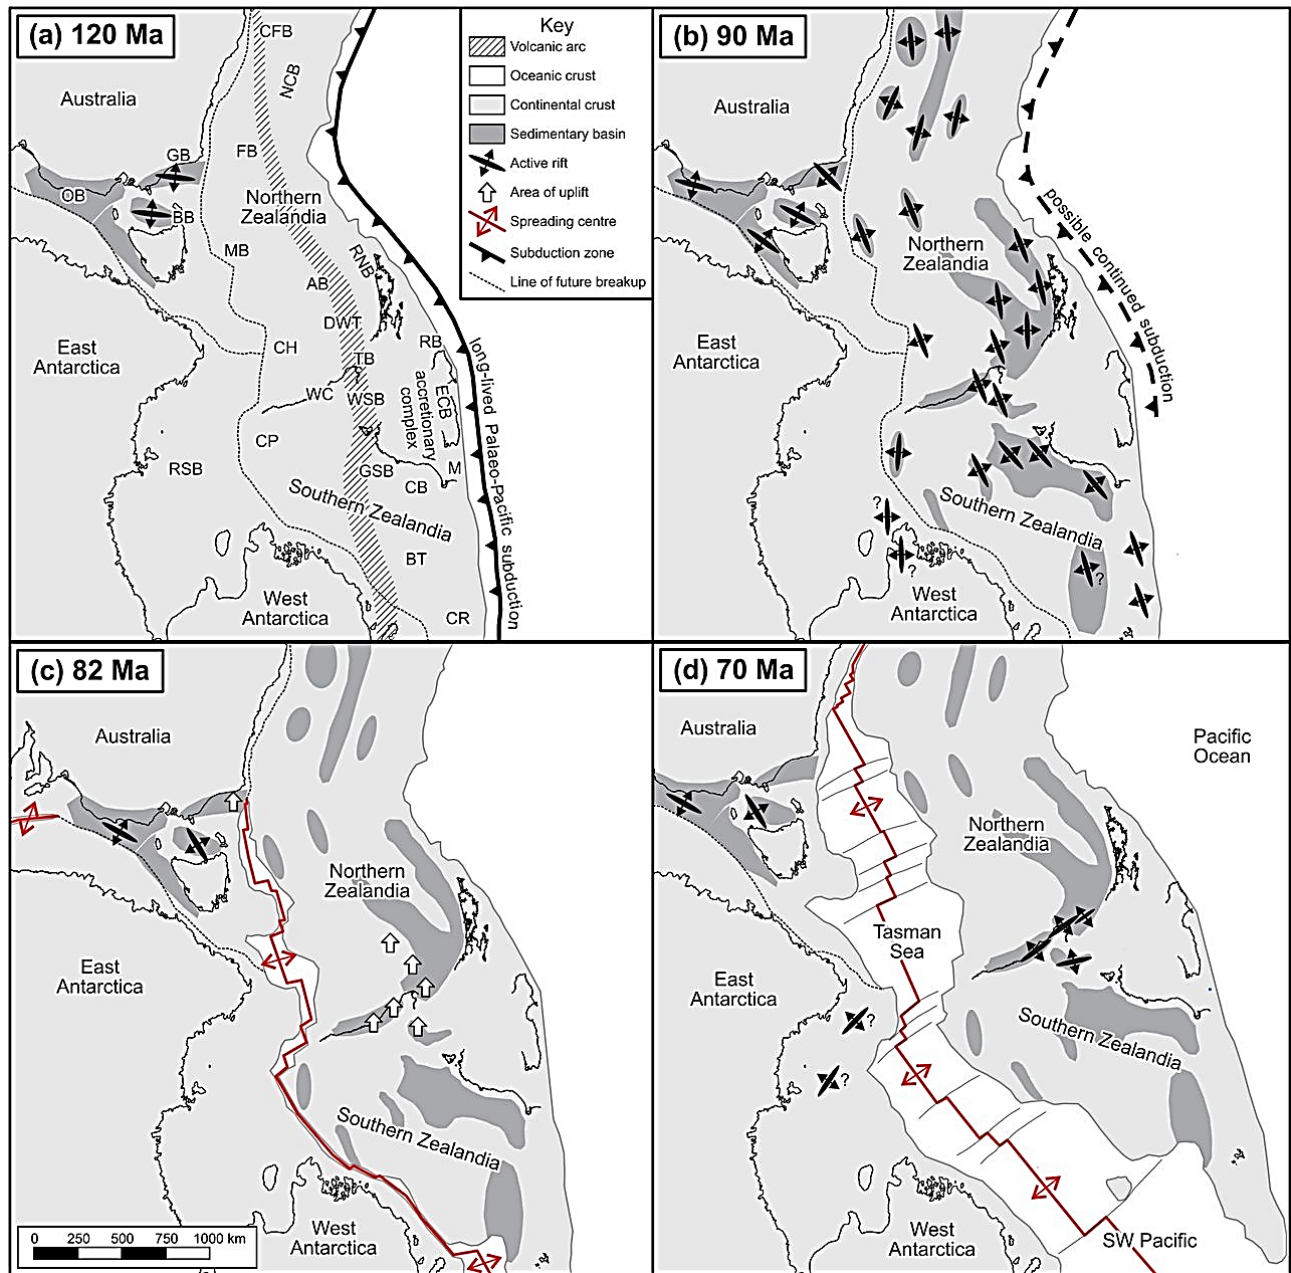 (a) 120 Ma
CFB
NCB
Australia
GB
FB
OB
BB
Northern
Zealandia
MB
RNB
AB
DWT
East
Antarctica
CH
RB
TB
WC
WSB
ECB
accretionary
complex
CP
RSB
GSB
M
CB
Southern Zealandia
BT
West
Antarctica
CR
long-lived Palaeo-Pacific subduction
Key
Volcanic arc
Oceanic crust
Continental crust
Sedimentary basin
Active rift
Area of uplift
Spreading centre
Subduction zone
Line of future breakup
(b) 90 Ma
Australia
possible continued subduction
Northern
Zealandia
East
Antarctica
Southern Zealandia
?
?
?
West
Antarctica
(c) 82 Ma
Australia
Northern
Zealandia
East
Antarctica
Southern Zealandia
West
Antarctica
0 250 500 750 1000 km
(d) 70 Ma
Australia
Pacific
Ocean
Northern
Zealandia
Tasman
Sea
East
Antarctica
?
?
Southern Zealandia
West
Antarctica
SW Pacific